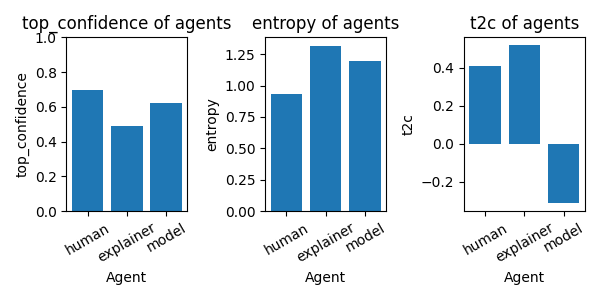 top_confidence of agents
top_confidence
1.0
0.8
0.6
0.4
0.2
0.0
human
explainer
model
Agent
entropy of agents
entropy
1.25
1.00
0.75
0.50
0.25
0.00
human
explainer
model
Agent
t2c of agents
t2c
0.4
0.2
0.0
−0.2
human
explainer
model
Agent